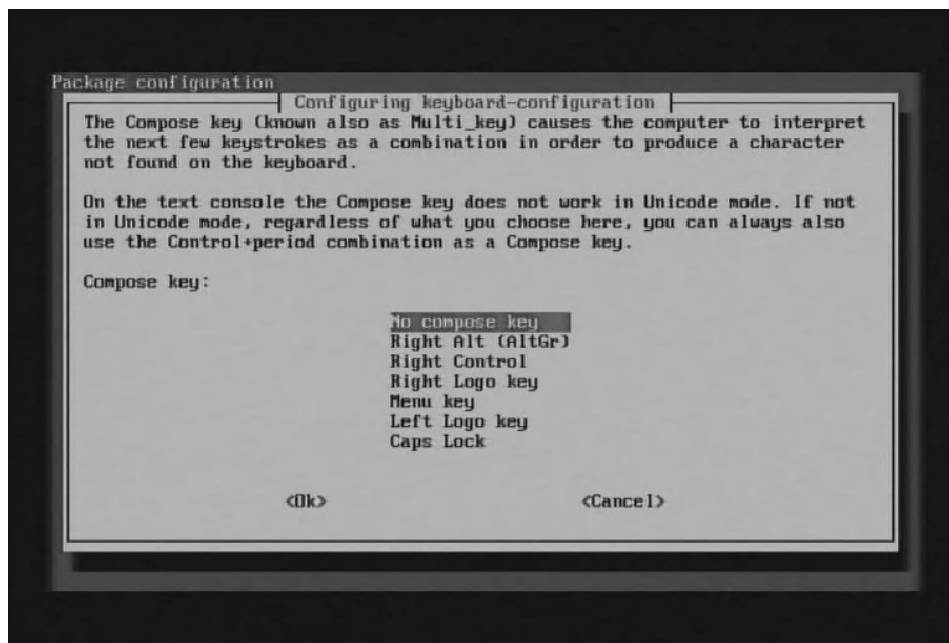 Package configuration
Configuring keyboard-configuration
The Compose key (known also as Multi_key) causes the computer to interpret
the next few keystrokes as a combination in order to produce a character
not found on the keyboard.
On the text console the Compose key does not work in Unicode mode. If not
in Unicode mode, regardless of what you choose here, you can always also
use the Control+period combination as a Compose key.
Compose key:
No compose key
Right Alt (AltGr)
Right Control
Right Logo key
Menu key
Left Logo key
Caps Lock
<Ok> <Cancel>